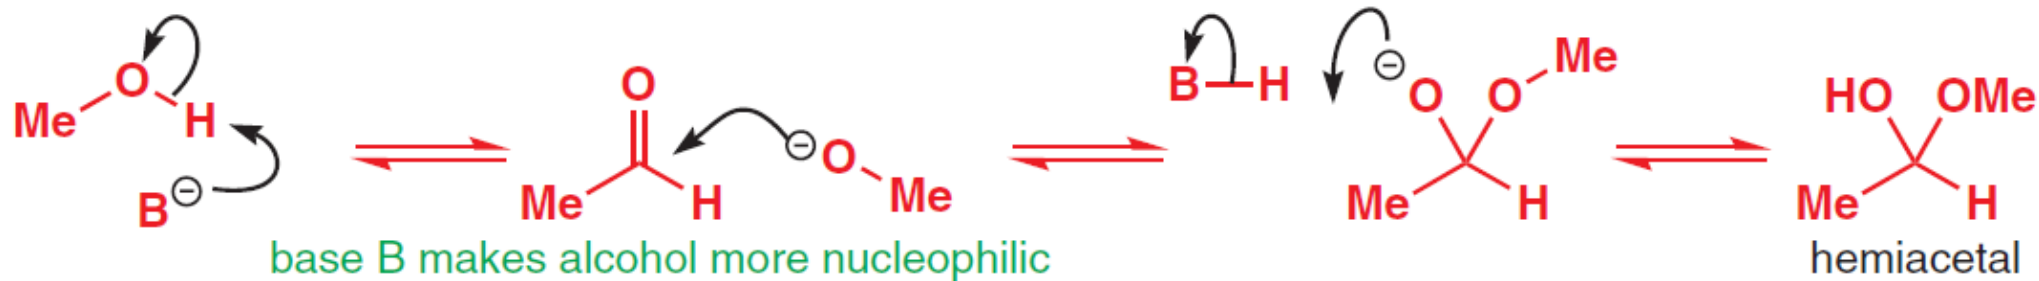 Me O H
B⊖
O
Me H
⊖O Me
base B makes alcohol more nucleophilic
B H
⊖ O O Me
Me H
HO OMe
Me H
hemiacetal